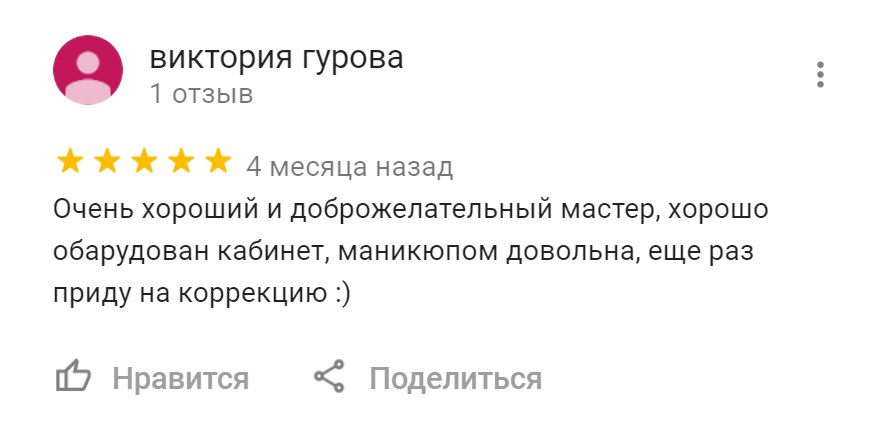 виктория гурова
1 отзыв
4 месяца назад
Очень хороший и доброжелательный мастер, хорошо
обарудован кабинет, маникюпом довольна, еще раз
приду на коррекцию :)
Нравится Поделиться